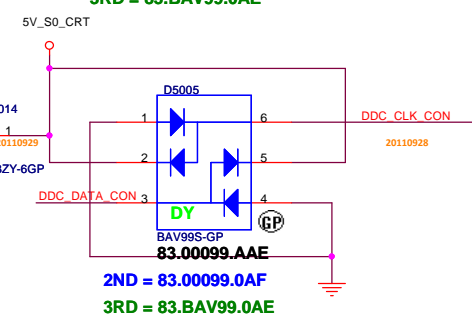 3RD = 83.BAV99.0AE
5V_S0_CRT
D5005
014
1
6
DDC_CLK_CON
1
20110929
20110928
2
5
BZY-6GP
DDC_DATA_CON
3
4
DY
GP
BAV99S-GP
83.00099.AAE
2ND = 83.00099.0AF
3RD = 83.BAV99.0AE